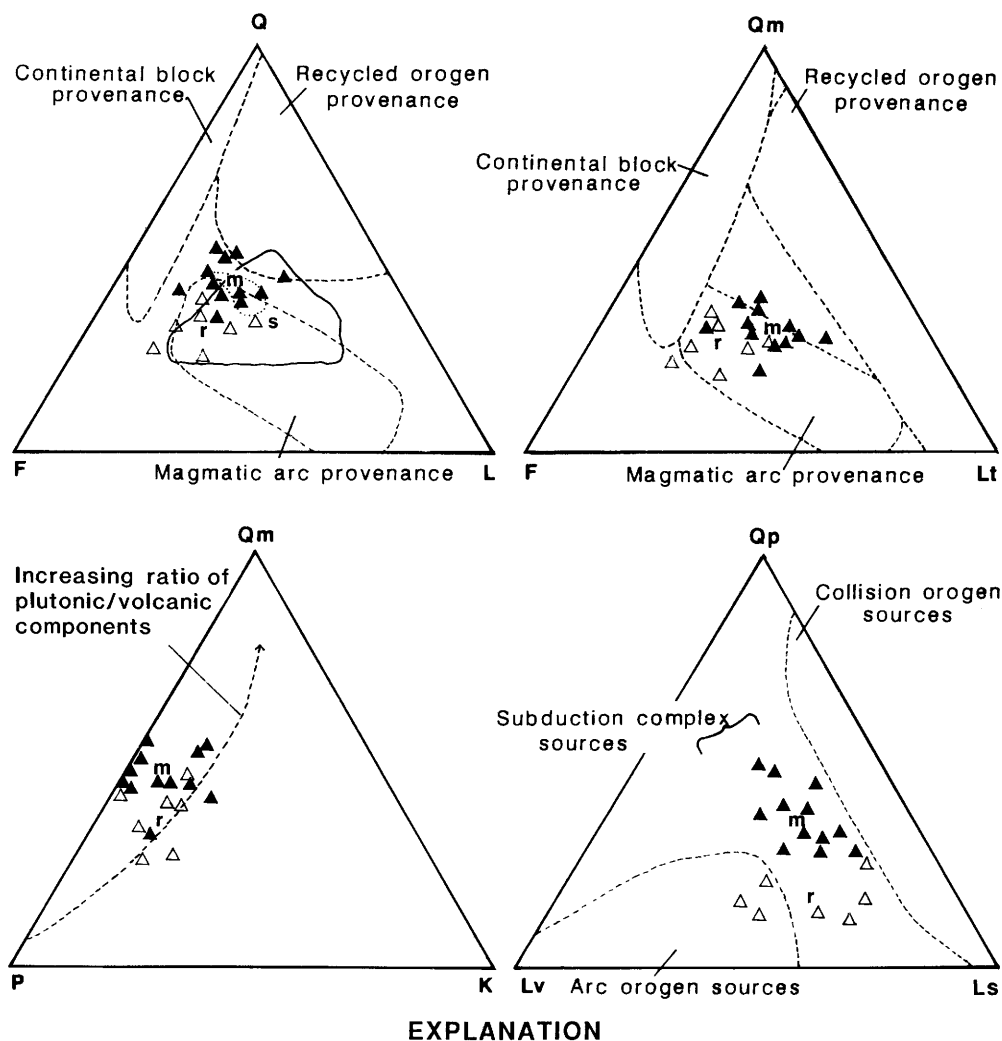 Q
Continental block
provenance
Recycled orogen
provenance
m
s
r
F
L
Magmatic arc provenance
Qm
Recycled orogen
provenance
Continental block
provenance
m
r
F
Lt
Magmatic arc provenance
Qm
Increasing ratio of
plutonic/volcanic
components
m
r
P
K
Qp
Collision orogen
sources
Subduction complex
sources
m
r
Lv
Arc orogen sources
Ls
EXPLANATION